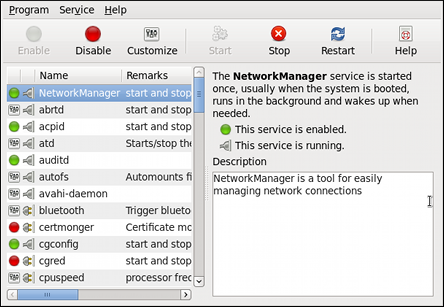 Program Service Help
Enable Disable Customize Start Stop Restart Help
Name Remarks
NetworkManager start and stop
abrtd start and stop
acpid start and stop
atd Starts/stop the
auditd
autofs Automounts fi
avahi-daemon
bluetooth Trigger blueto
certmonger Certificate mo
cgconfig start and stop
cgred start and stop
cpuspeed processor freq
The NetworkManager service is started
once, usually when the system is booted,
runs in the background and wakes up when
needed.
This service is enabled.
This service is running.
Description
NetworkManager is a tool for easily
managing network connections